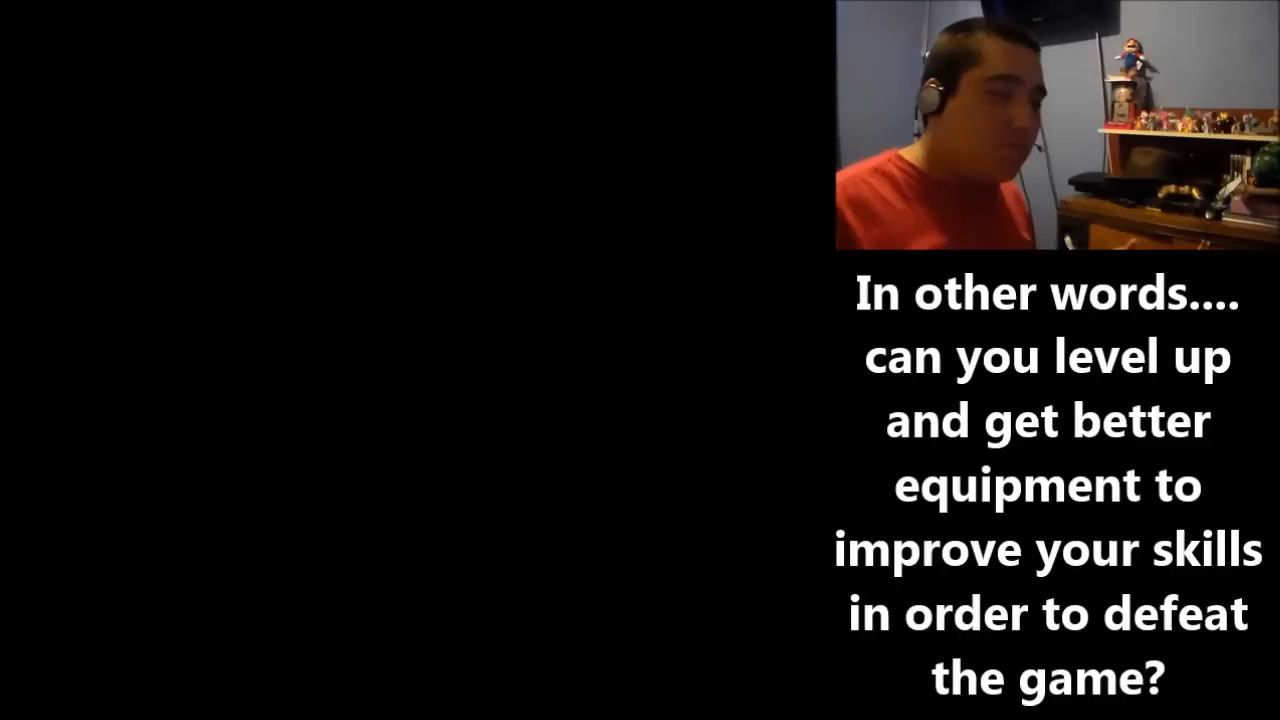 In other words....
can you level up
and get better
equipment to
improve your skills
in order to defeat
the game?